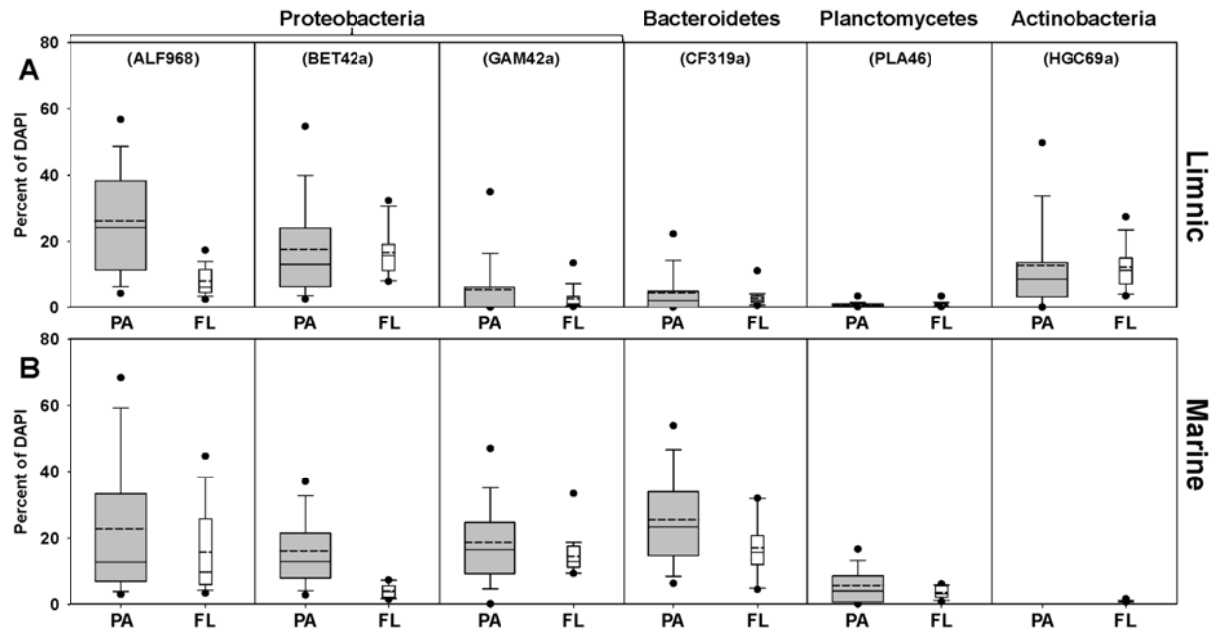 Proteobacteria Bacteroidetes Planctomycetes Actinobacteria
A
(ALF968) (BET42a) (GAM42a) (CF319a) (PLA46) (HGC69a)
Percent of DAPI
80
60
40
20
0
PA FL PA FL PA FL PA FL PA FL PA FL
Limnic
B
Percent of DAPI
80
60
40
20
0
PA FL PA FL PA FL PA FL PA FL PA FL
Marine